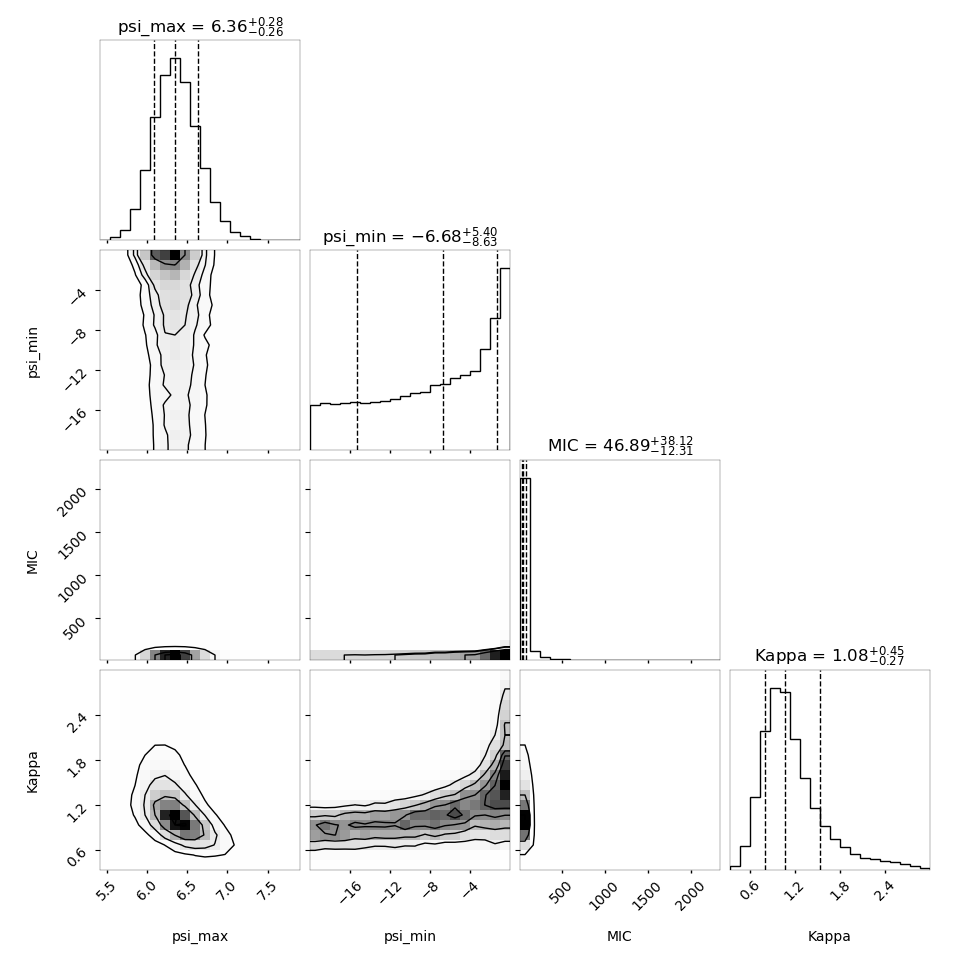 psi_max = 6.36+0.28−0.26
psi_min = −6.68+5.40−8.63
−4
−8
−12
−16
psi_min
MIC = 46.89+38.12−12.31
2000
1500
1000
500
MIC
Kappa = 1.08+0.45−0.27
2.4
1.8
1.2
0.6
Kappa
5.5 6.0 6.5 7.0 7.5
−16 −12 −8 −4
500 1000 1500 2000
0.6 1.2 1.8 2.4
psi_max psi_min MIC Kappa